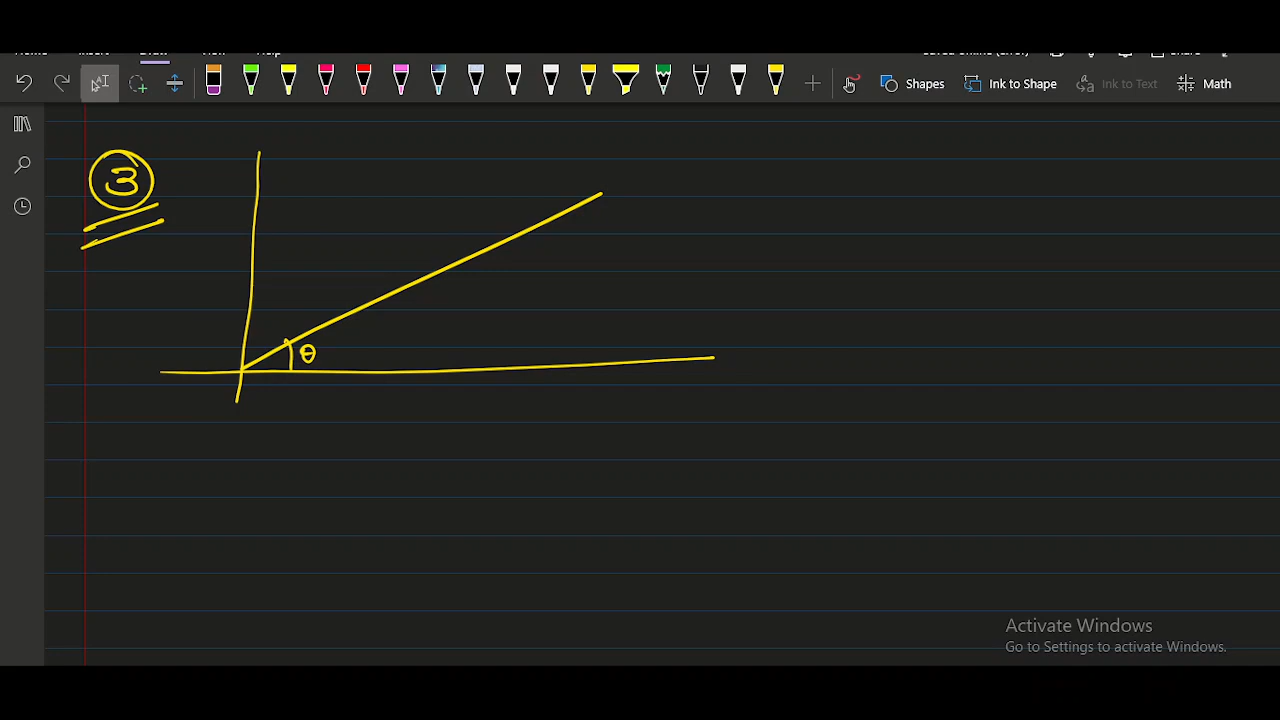 Shapes
Ink to Shape
Ink to Text
Math
3
θ
Activate Windows
Go to Settings to activate Windows.